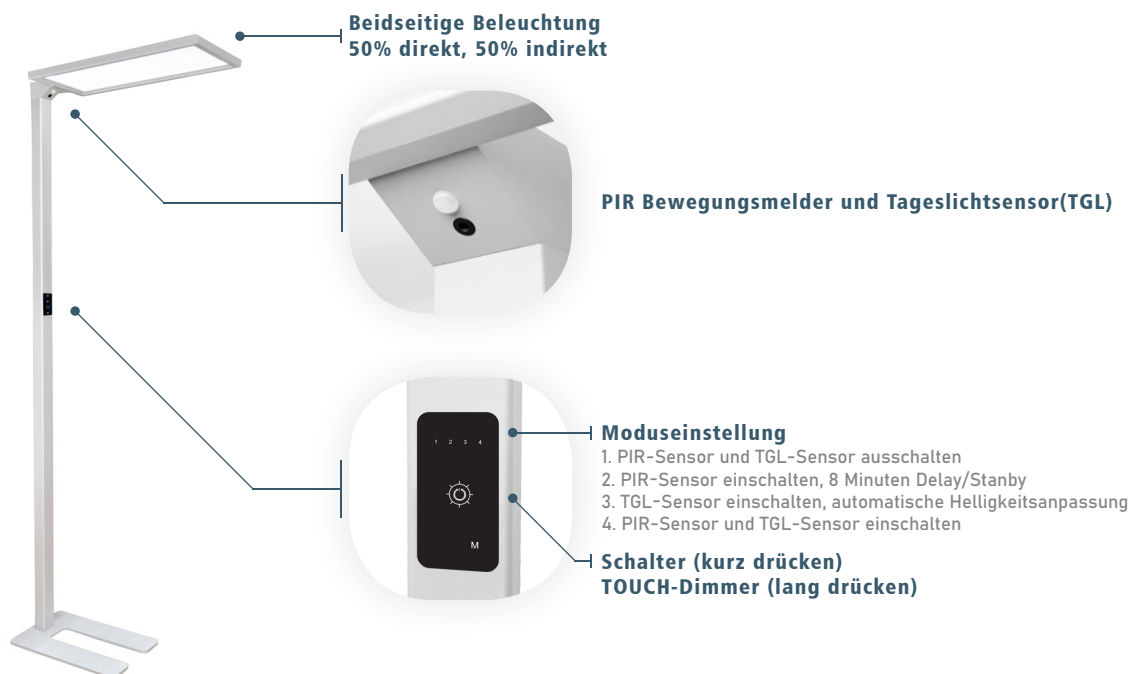 Beidseitige Beleuchtung
50% direkt, 50% indirekt
PIR Bewegungsmelder und Tageslichtsensor(TGL)
1 2 3 4
M
Moduseinstellung
1. PIR-Sensor und TGL-Sensor ausschalten
2. PIR-Sensor einschalten, 8 Minuten Delay/Stanby
3. TGL-Sensor einschalten, automatische Helligkeitsanpassung
4. PIR-Sensor und TGL-Sensor einschalten
Schalter (kurz drücken)
TOUCH-Dimmer (lang drücken)